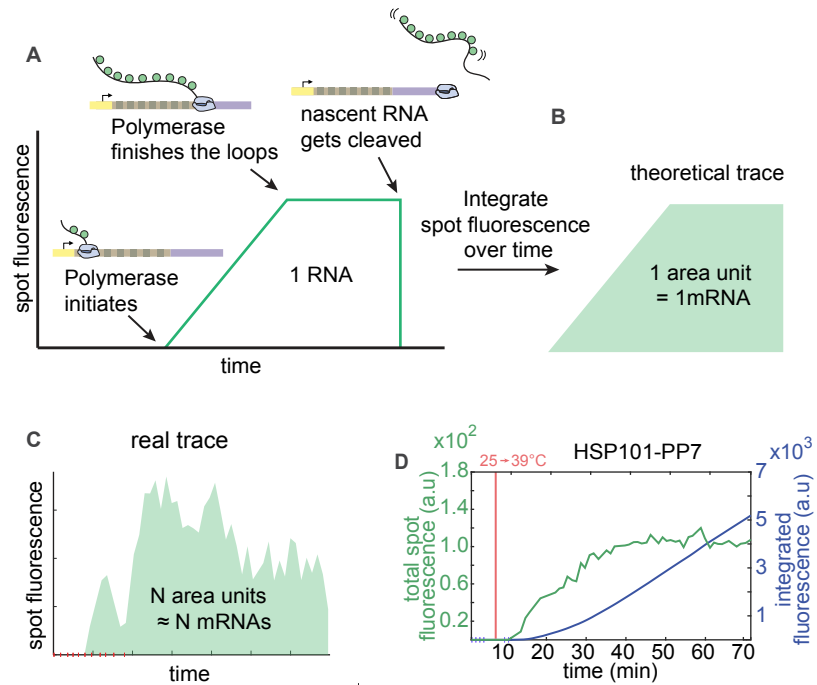 A
Polymerase
finishes the loops
nascent RNA
gets cleaved
spot fluorescence
Polymerase
initiates
1 RNA
time
Integrate
spot fluorescence
over time
B
theoretical trace
1 area unit
= 1mRNA
C
real trace
spot fluorescence
N area units
≈ N mRNAs
time
D
x10²
25→39°C
HSP101-PP7
x10³
total spot
fluorescence (a.u)
1.8
1.4
1.0
0.6
0.2
7
5
4
3
2
1
integrated
fluorescence (a.u)
10 20 30 40 50 60 70
time (min)